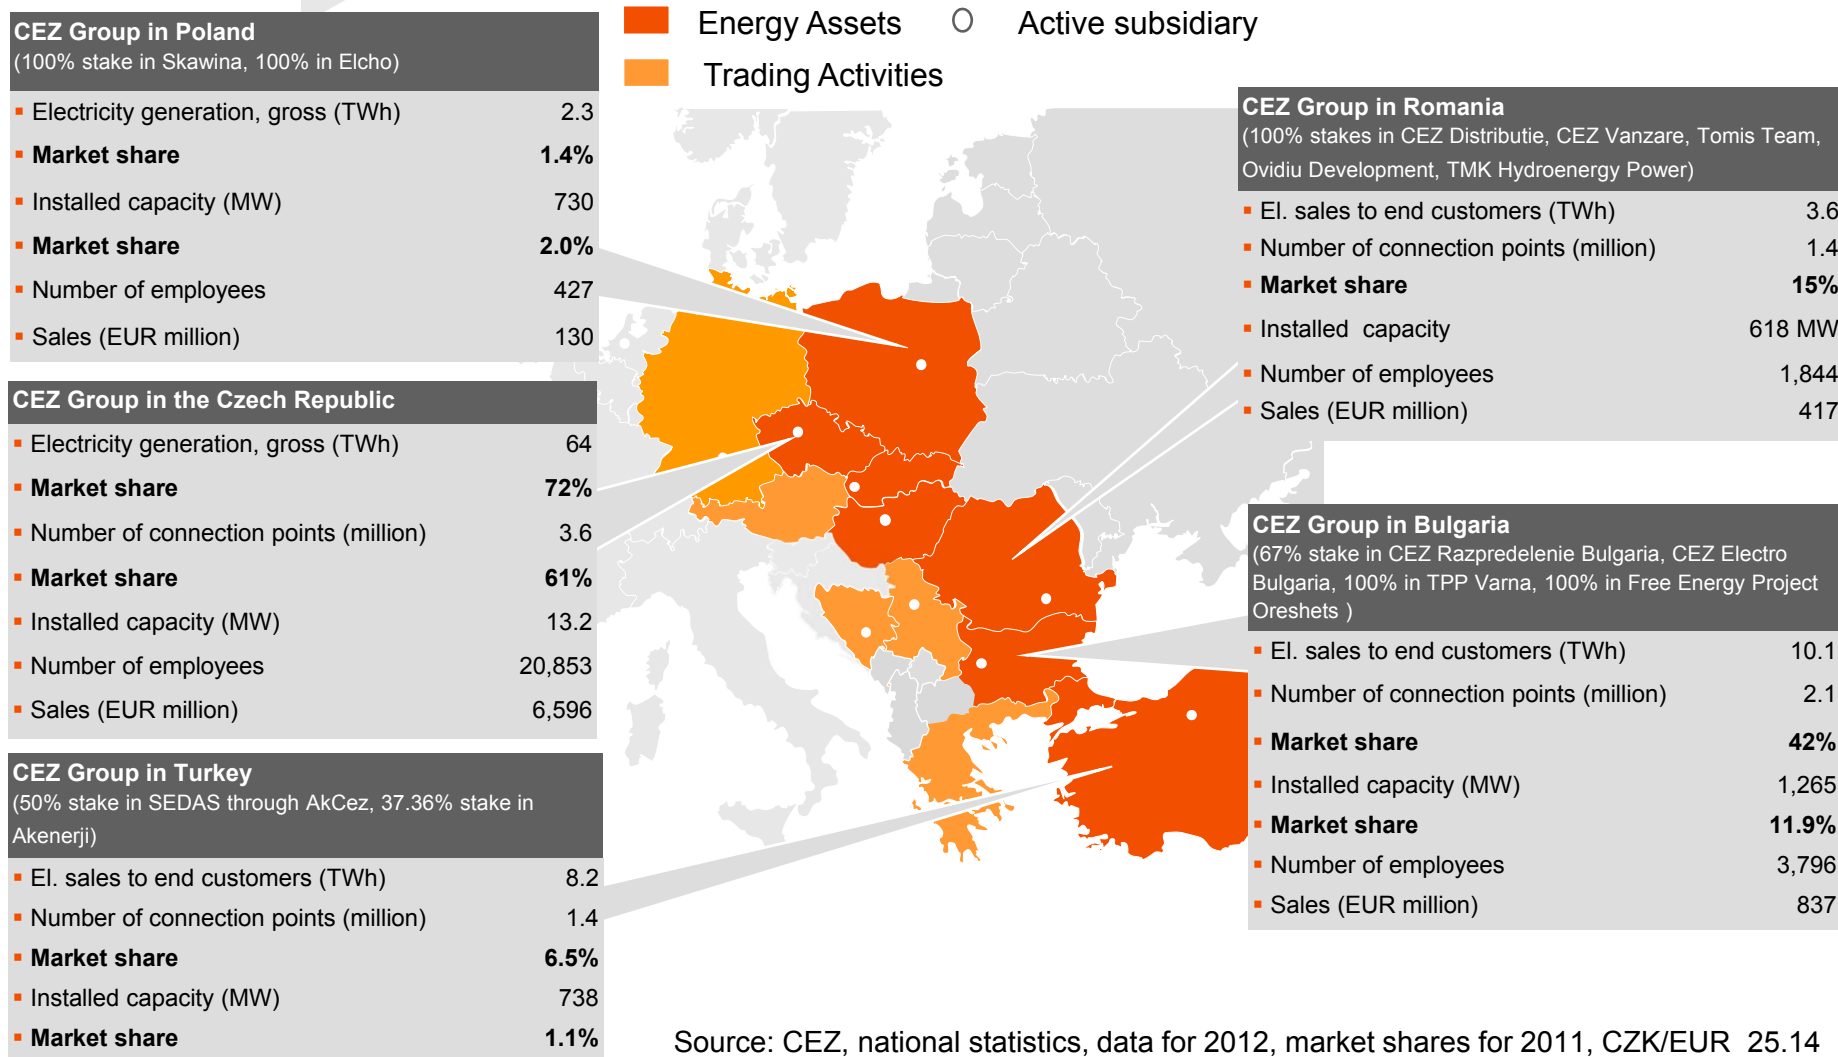 CEZ Group in Poland
(100% stake in Skawina, 100% in Elcho)
Electricity generation, gross (TWh) 2.3
Market share 1.4%
Installed capacity (MW) 730
Market share 2.0%
Number of employees 427
Sales (EUR million) 130
CEZ Group in the Czech Republic
Electricity generation, gross (TWh) 64
Market share 72%
Number of connection points (million) 3.6
Market share 61%
Installed capacity (MW) 13.2
Number of employees 20,853
Sales (EUR million) 6,596
CEZ Group in Turkey
(50% stake in SEDAS through AkCez, 37.36% stake in
Akenerji)
El. sales to end customers (TWh) 8.2
Number of connection points (million) 1.4
Market share 6.5%
Installed capacity (MW) 738
Market share 1.1%
Energy Assets Active subsidiary
Trading Activities
CEZ Group in Romania
(100% stakes in CEZ Distributie, CEZ Vanzare, Tomis Team,
Ovidiu Development, TMK Hydroenergy Power)
El. sales to end customers (TWh) 3.6
Number of connection points (million) 1.4
Market share 15%
Installed capacity 618 MW
Number of employees 1,844
Sales (EUR million) 417
CEZ Group in Bulgaria
(67% stake in CEZ Razpredelenie Bulgaria, CEZ Electro
Bulgaria, 100% in TPP Varna, 100% in Free Energy Project
Oreshets )
El. sales to end customers (TWh) 10.1
Number of connection points (million) 2.1
Market share 42%
Installed capacity (MW) 1,265
Market share 11.9%
Number of employees 3,796
Sales (EUR million) 837
Source: CEZ, national statistics, data for 2012, market shares for 2011, CZK/EUR 25.14